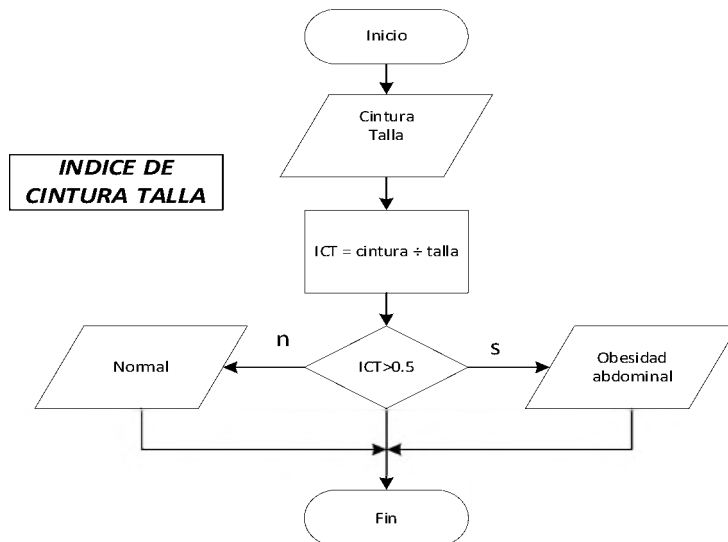 Inicio
Cintura
Talla
INDICE DE
CINTURA TALLA
ICT = cintura ÷ talla
n
s
Normal
ICT>0.5
Obesidad
abdominal
Fin